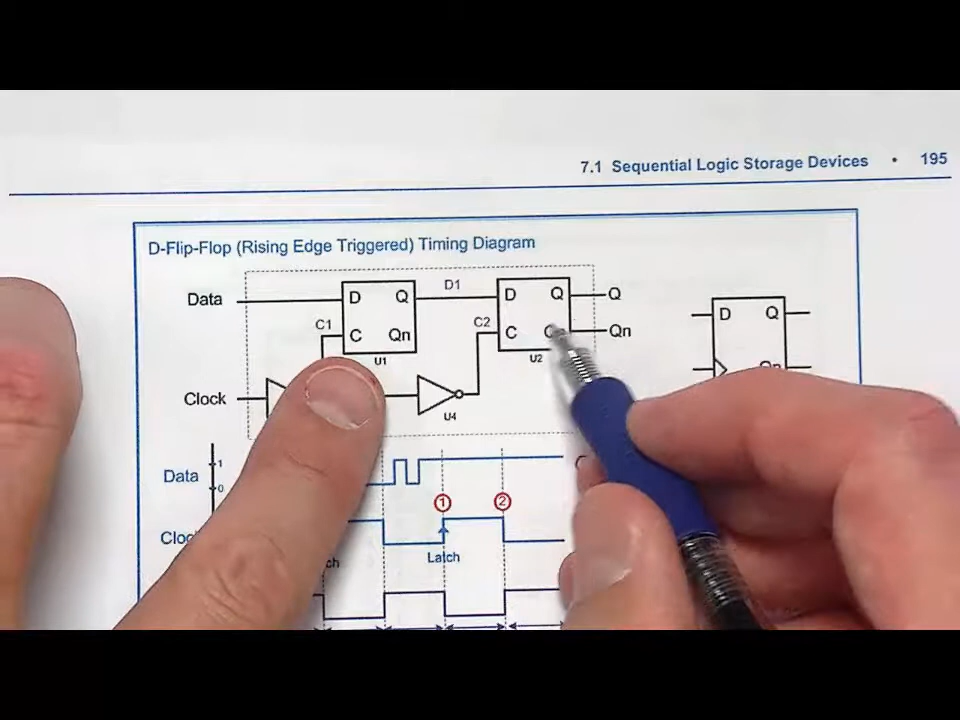 7.1 Sequential Logic Storage Devices • 195
D-Flip-Flop (Rising Edge Triggered) Timing Diagram
Data D Q D1 D Q Q D Q
C1 C Qn C2 C Qn
U1 U2
Clock
U4
Data 1
0
1 2
Latch